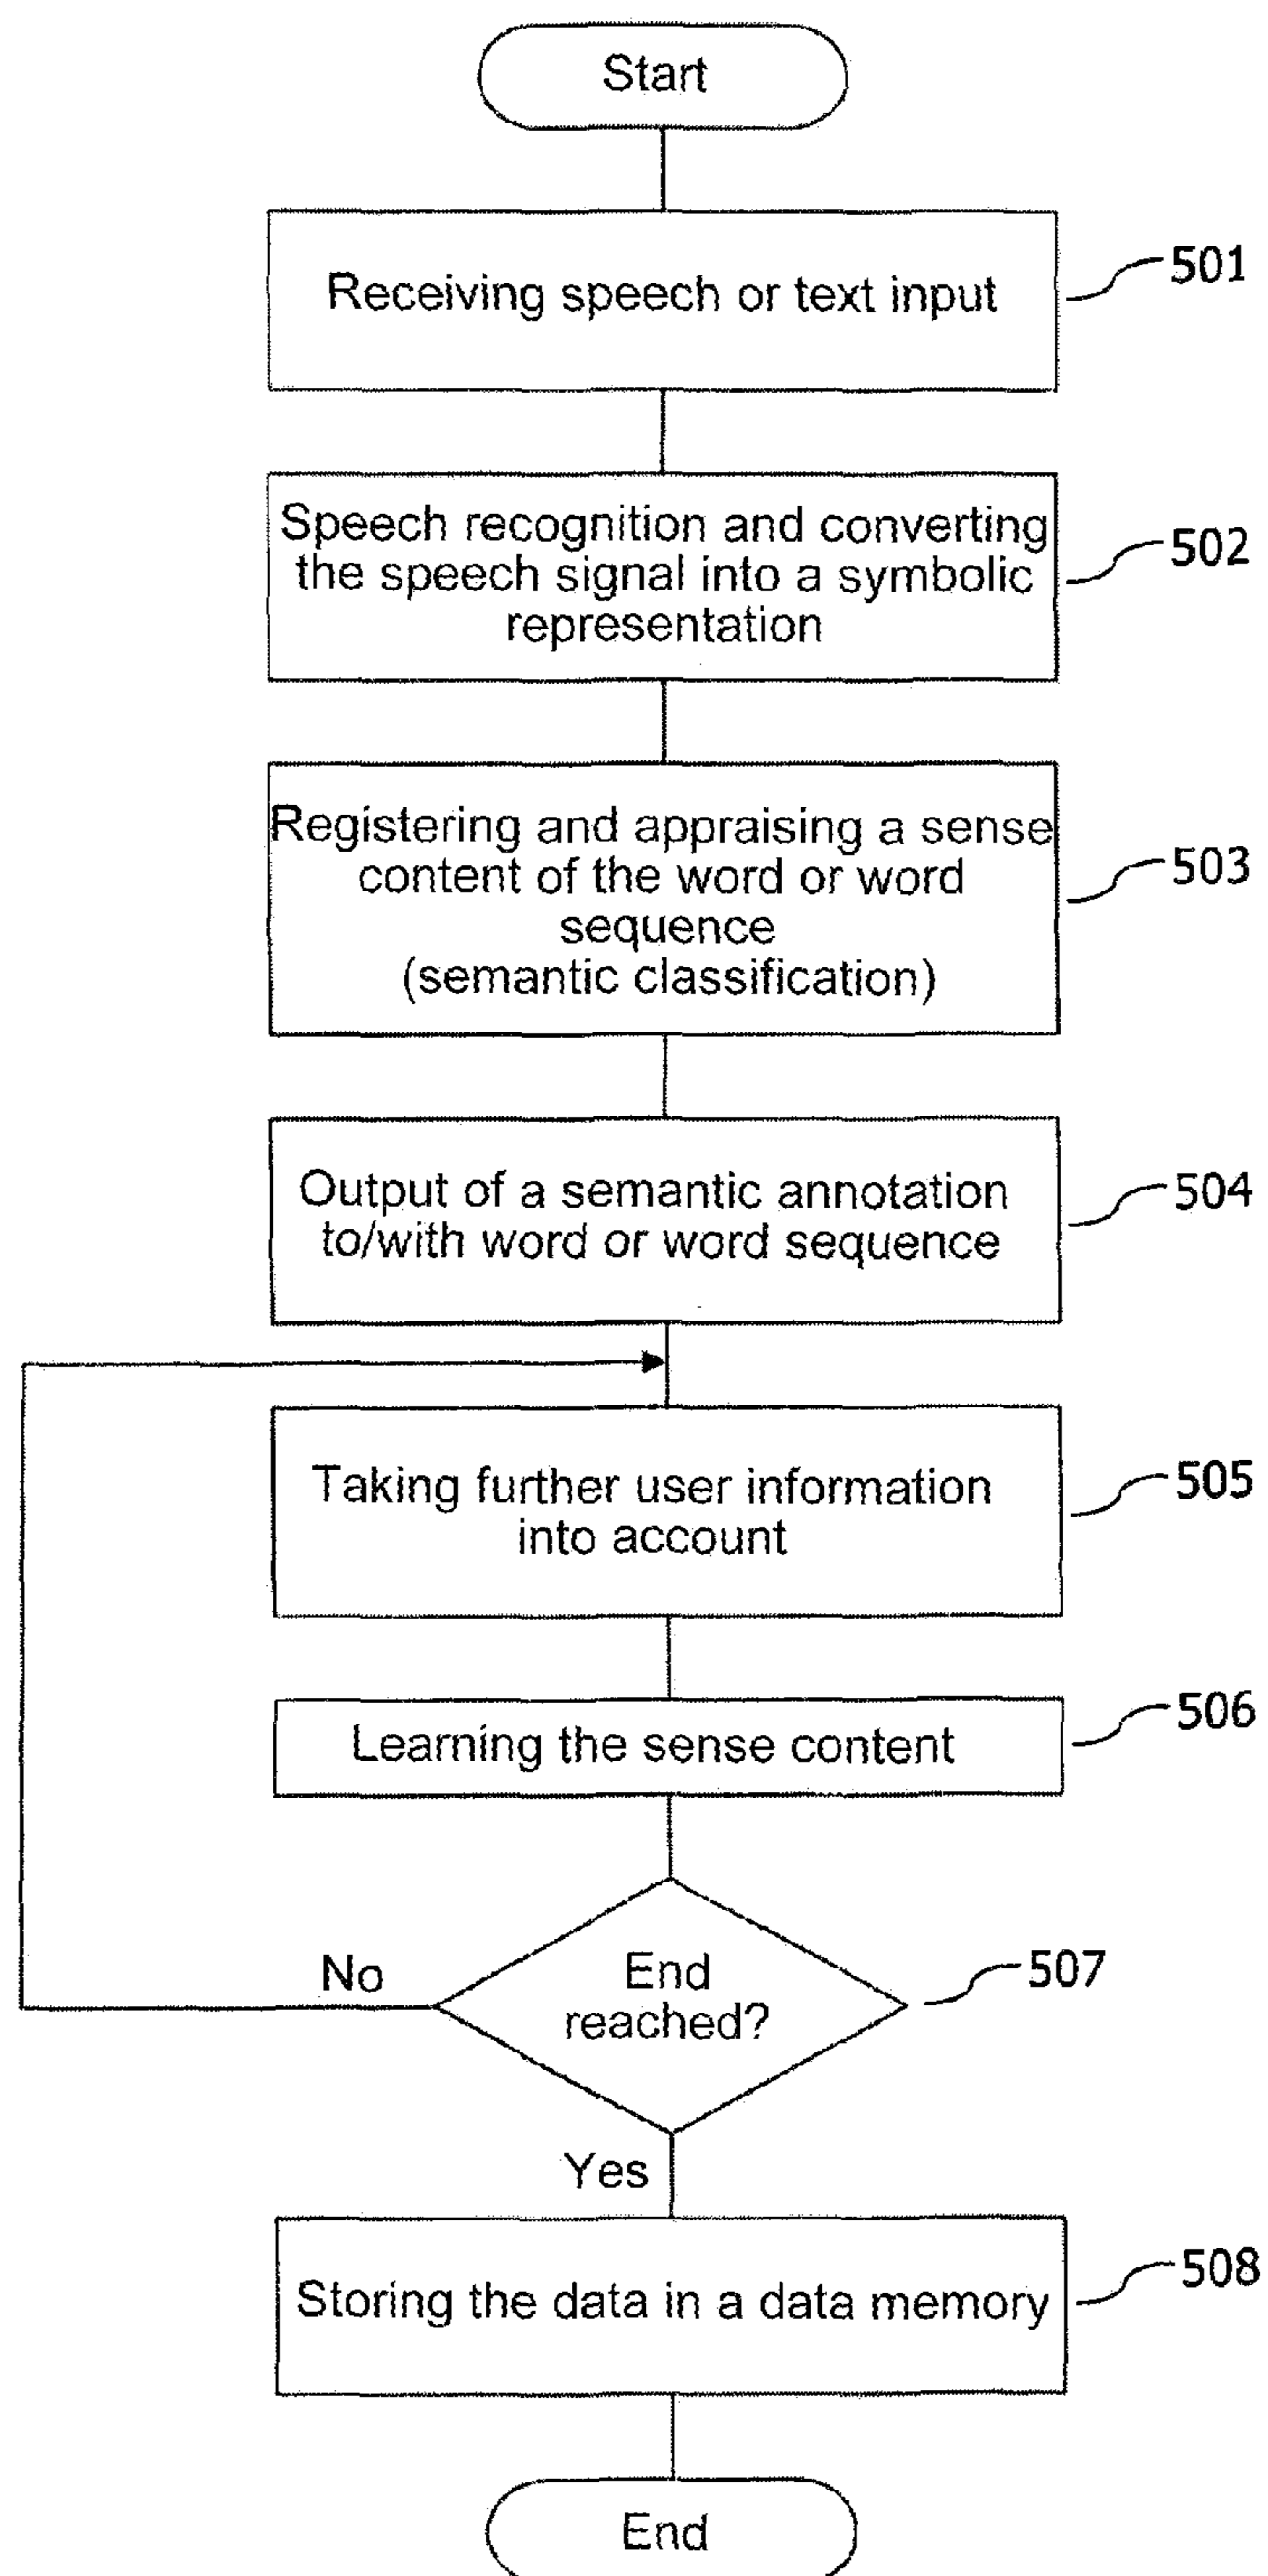 Start
Receiving speech or text input
501
Speech recognition and converting
the speech signal into a symbolic
representation
502
Registering and appraising a sense
content of the word or word
sequence
(semantic classification)
503
Output of a semantic annotation
to/with word or word sequence
504
Taking further user information
into account
505
Learning the sense content
506
End
reached?
507
No
Yes
Storing the data in a data memory
508
End